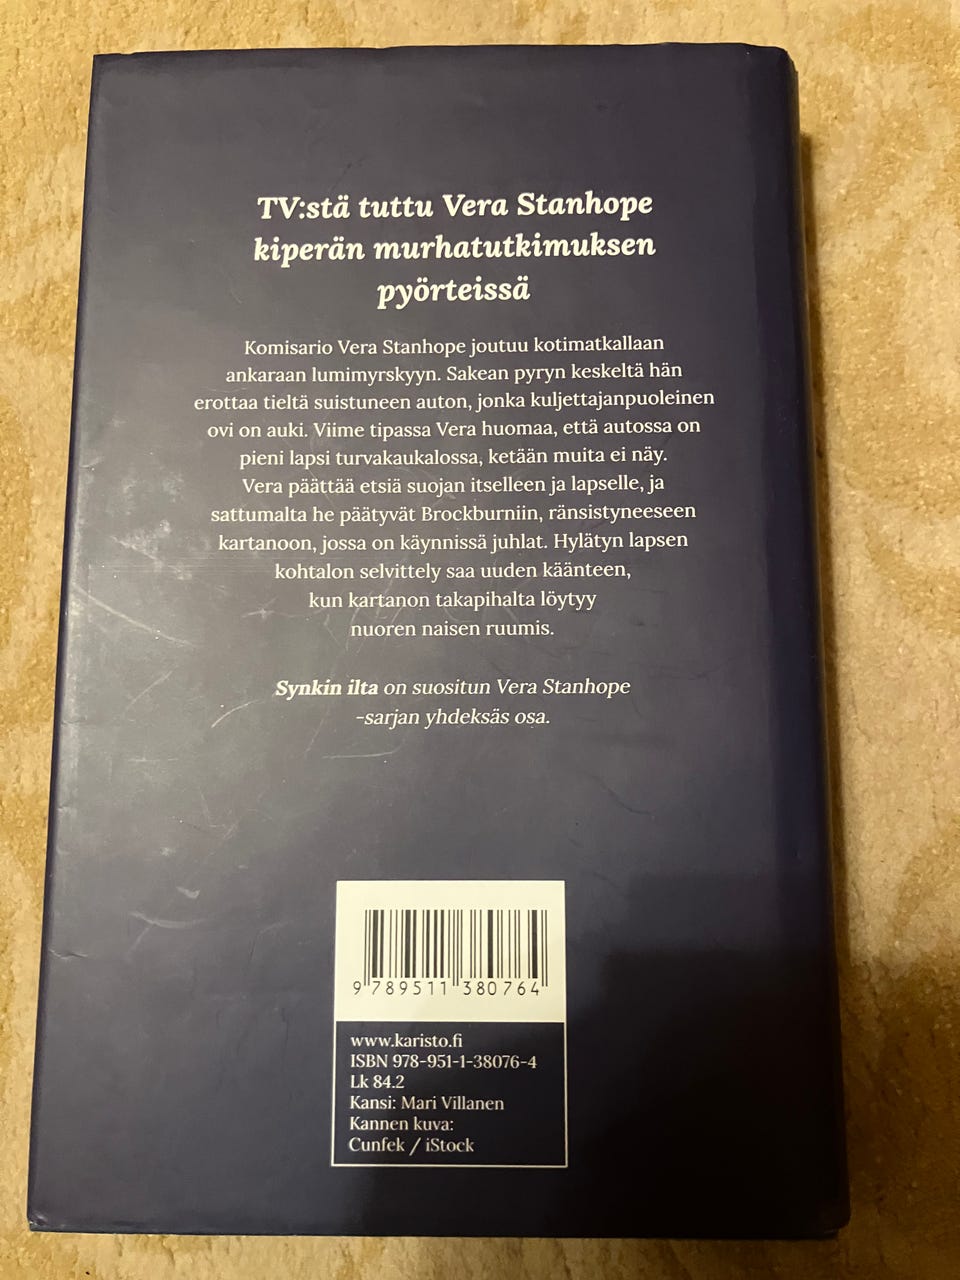 TV:stä tuttu Vera Stanhope
kiperän murhatutkimuksen
pyörteissä
Komisario Vera Stanhope joutuu kotimatkallaan
ankaraan lumimyrskyyn. Sakean pyryn keskeltä hän
erottaa tieltä suistuneen auton, jonka kuljettajanpuoleinen
ovi on auki. Viime tipassa Vera huomaa, että autossa on
pieni lapsi turvakaukalossa, ketään muita ei näy.
Vera päättää etsiä suojan itselleen ja lapselle, ja
sattumalta he päätyvät Brockburniin, ränsistyneeseen
kartanoon, jossa on käynnissä juhlat. Hylätyn lapsen
kohtalon selvittely saa uuden käänteen,
kun kartanon takapihalta löytyy
nuoren naisen ruumis.
Synkin ilta on suositun Vera Stanhope
-sarjan yhdeksäs osa.
9 789511 380764
www.karisto.fi
ISBN 978-951-1-38076-4
Lk 84.2
Kansi: Mari Villanen
Kannen kuva:
Cunfek / iStock